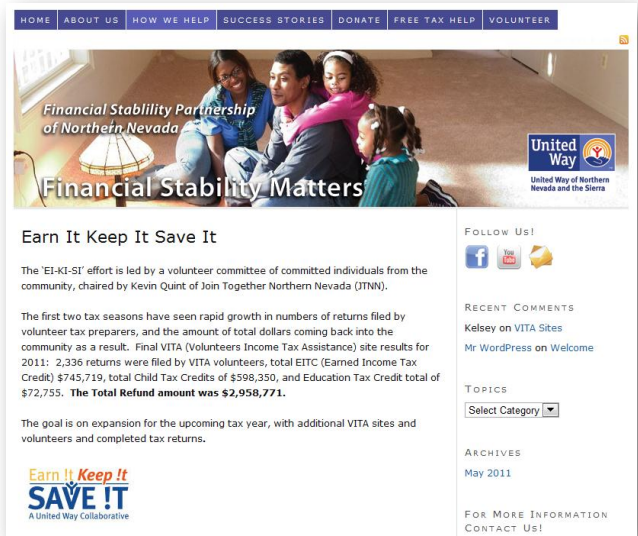 HOME ABOUT US HOW WE HELP SUCCESS STORIES DONATE FREE TAX HELP VOLUNTEER
Financial Stablility Partnership
of Northern Nevada
Financial Stability Matters
United
Way
United Way of Northern
Nevada and the Sierra
Earn It Keep It Save It
The 'EI-KI-SI' effort is led by a volunteer committee of committed individuals from the
community, chaired by Kevin Quint of Join Together Northern Nevada (JTNN).
The first two tax seasons have seen rapid growth in numbers of returns filed by
volunteer tax preparers, and the amount of total dollars coming back into the
community as a result. Final VITA (Volunteers Income Tax Assistance) site results for
2011: 2,336 returns were filed by VITA volunteers, total EITC (Earned Income Tax
Credit) $745,719, total Child Tax Credits of $598,350, and Education Tax Credit total of
$72,755. The Total Refund amount was $2,958,771.
The goal is on expansion for the upcoming tax year, with additional VITA sites and
volunteers and completed tax returns.
Earn !t Keep !t
SAVE !T
A United Way Collaborative
FOLLOW US!
f You Tube
RECENT COMMENTS
Kelsey on VITA Sites
Mr WordPress on Welcome
TOPICS
Select Category
ARCHIVES
May 2011
FOR MORE INFORMATION
CONTACT US!